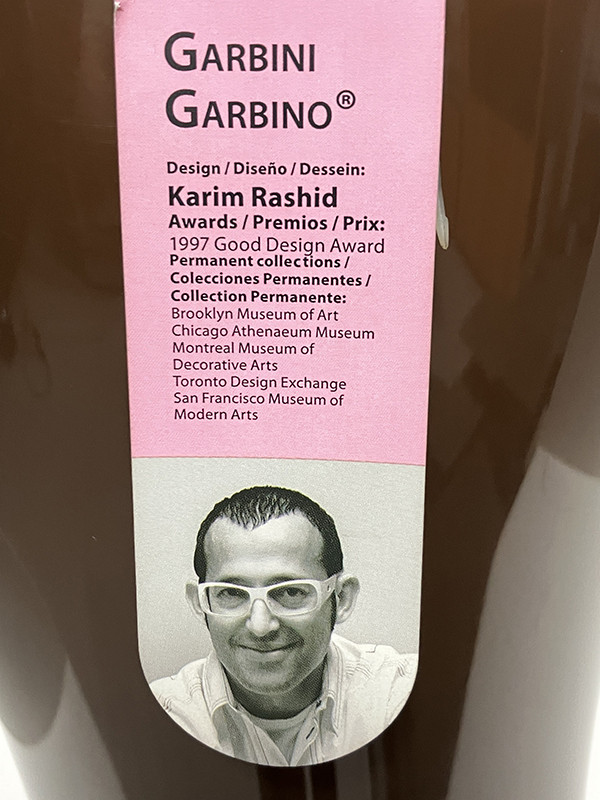 GARBINI
GARBINO®
Design / Diseño / Dessein:
Karim Rashid
Awards / Premios / Prix:
1997 Good Design Award
Permanent collections /
Colecciones Permanentes /
Collection Permanente:
Brooklyn Museum of Art
Chicago Athenaeum Museum
Montreal Museum of
Decorative Arts
Toronto Design Exchange
San Francisco Museum of
Modern Arts